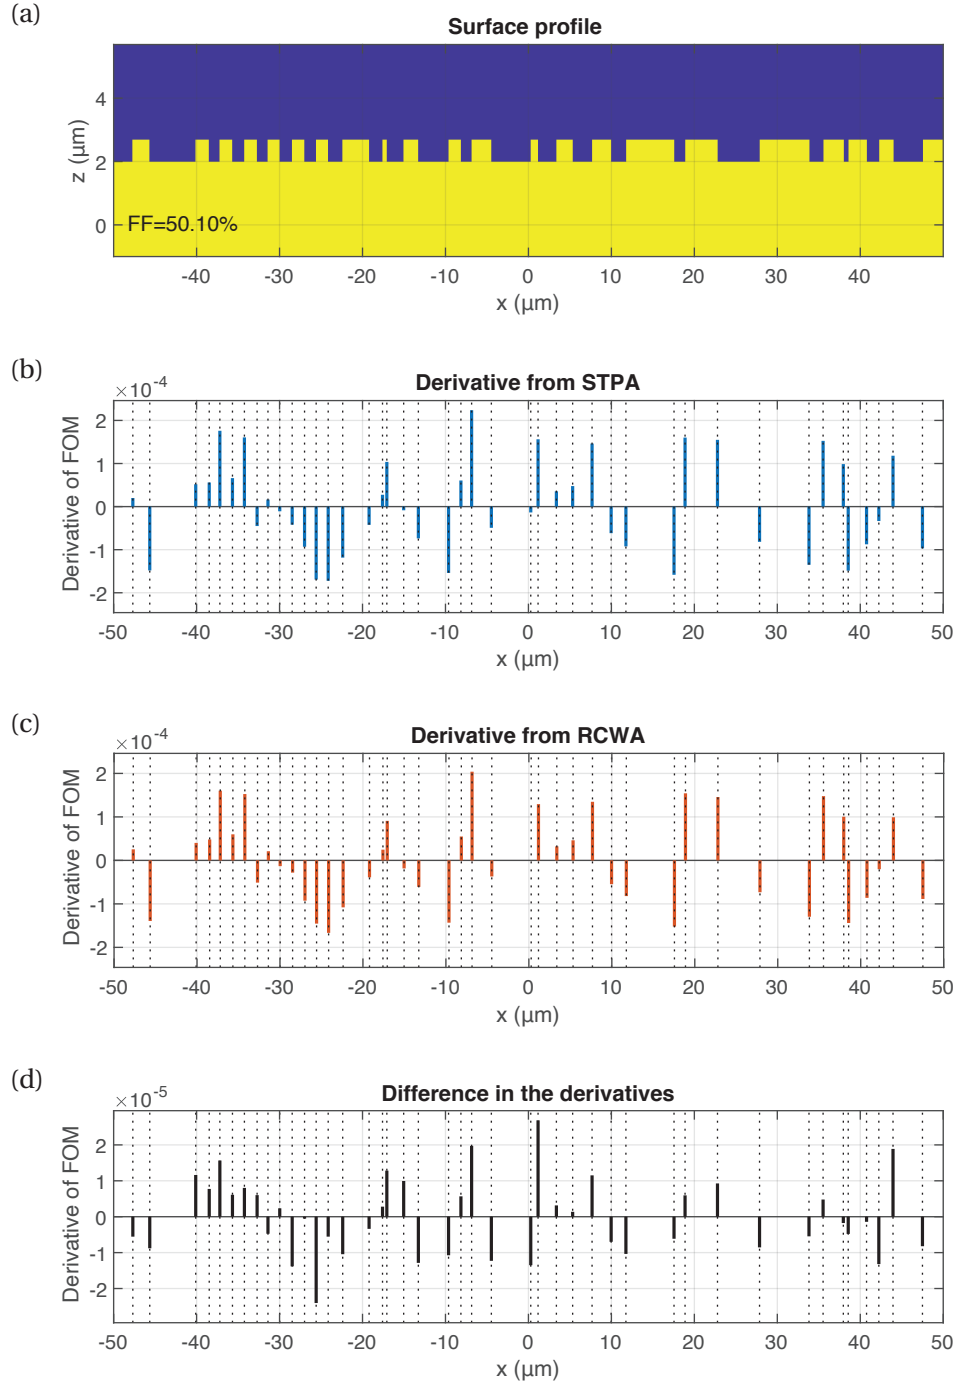 (a)
Surface profile
4
2
0
z (μm)
FF=50.10%
-40 -30 -20 -10 0 10 20 30 40
x (μm)
(b)
×10-4
Derivative from STPA
2
1
0
-1
-2
Derivative of FOM
-50 -40 -30 -20 -10 0 10 20 30 40 50
x (μm)
(c)
×10-4
Derivative from RCWA
2
1
0
-1
-2
Derivative of FOM
-50 -40 -30 -20 -10 0 10 20 30 40 50
x (μm)
(d)
×10-5
Difference in the derivatives
2
1
0
-1
-2
Derivative of FOM
-50 -40 -30 -20 -10 0 10 20 30 40 50
x (μm)